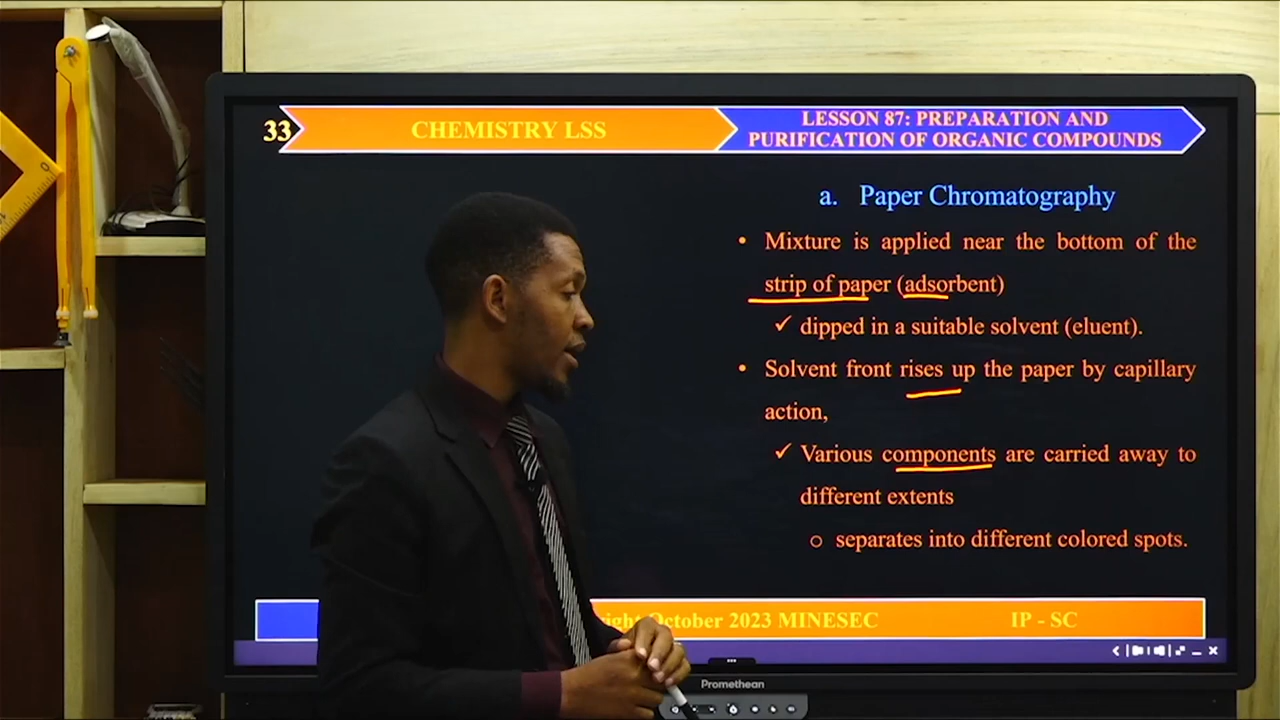 33
CHEMISTRY LSS
LESSON 87: PREPARATION AND
PURIFICATION OF ORGANIC COMPOUNDS
a. Paper Chromatography
• Mixture is applied near the bottom of the
strip of paper (adsorbent)
✓ dipped in a suitable solvent (eluent).
• Solvent front rises up the paper by capillary
action,
✓ Various components are carried away to
different extents
o separates into different colored spots.
October 2023 MINESEC
IP - SC
Promethean